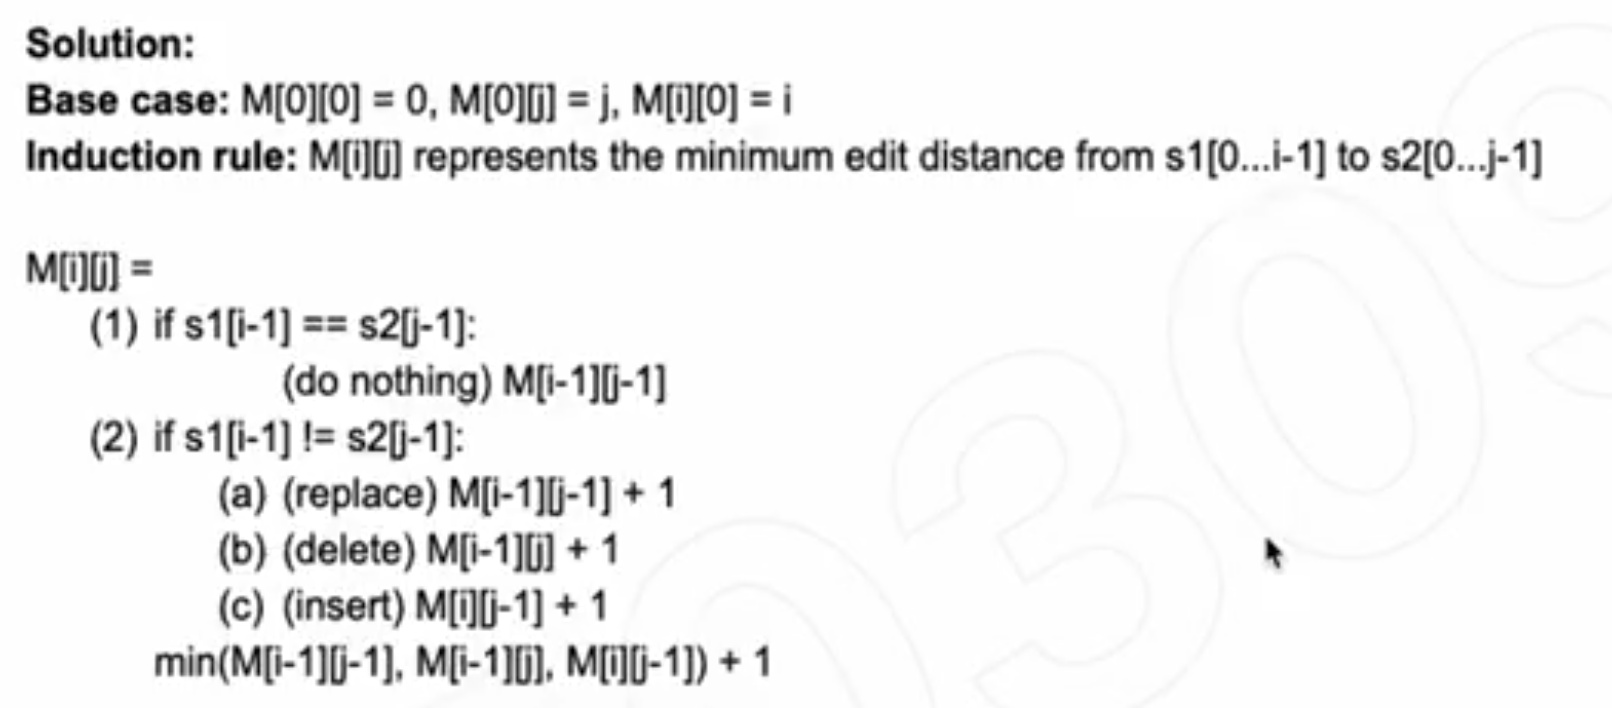 Solution:
Base case: M[0][0] = 0, M[0][j] = j, M[i][0] = i
Induction rule: M[i][j] represents the minimum edit distance from s1[0...i-1] to s2[0...j-1]
M[i][j] =
(1) if s1[i-1] == s2[j-1]:
(do nothing) M[i-1][j-1]
(2) if s1[i-1] != s2[j-1]:
(a) (replace) M[i-1][j-1] + 1
(b) (delete) M[i-1][j] + 1
(c) (insert) M[i][j-1] + 1
min(M[i-1][j-1], M[i-1][j], M[i][j-1]) + 1